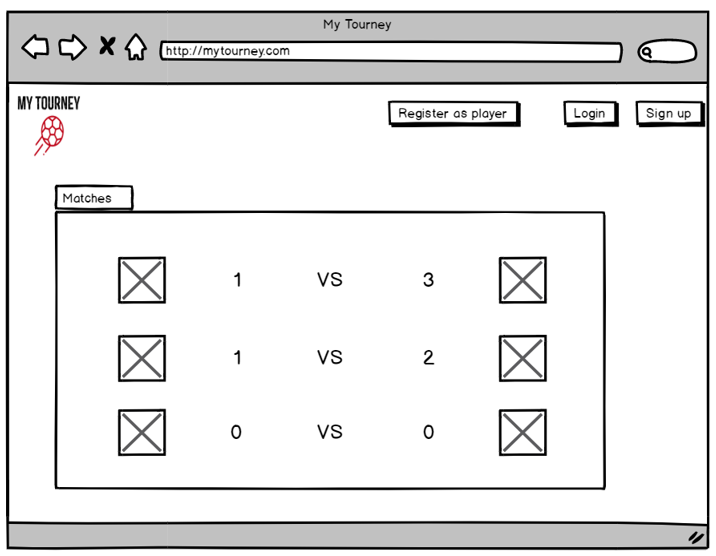 My Tourney
http://mytourney.com
MY TOURNEY
Register as player
Login
Sign up
Matches
1 VS 3
1 VS 2
0 VS 0